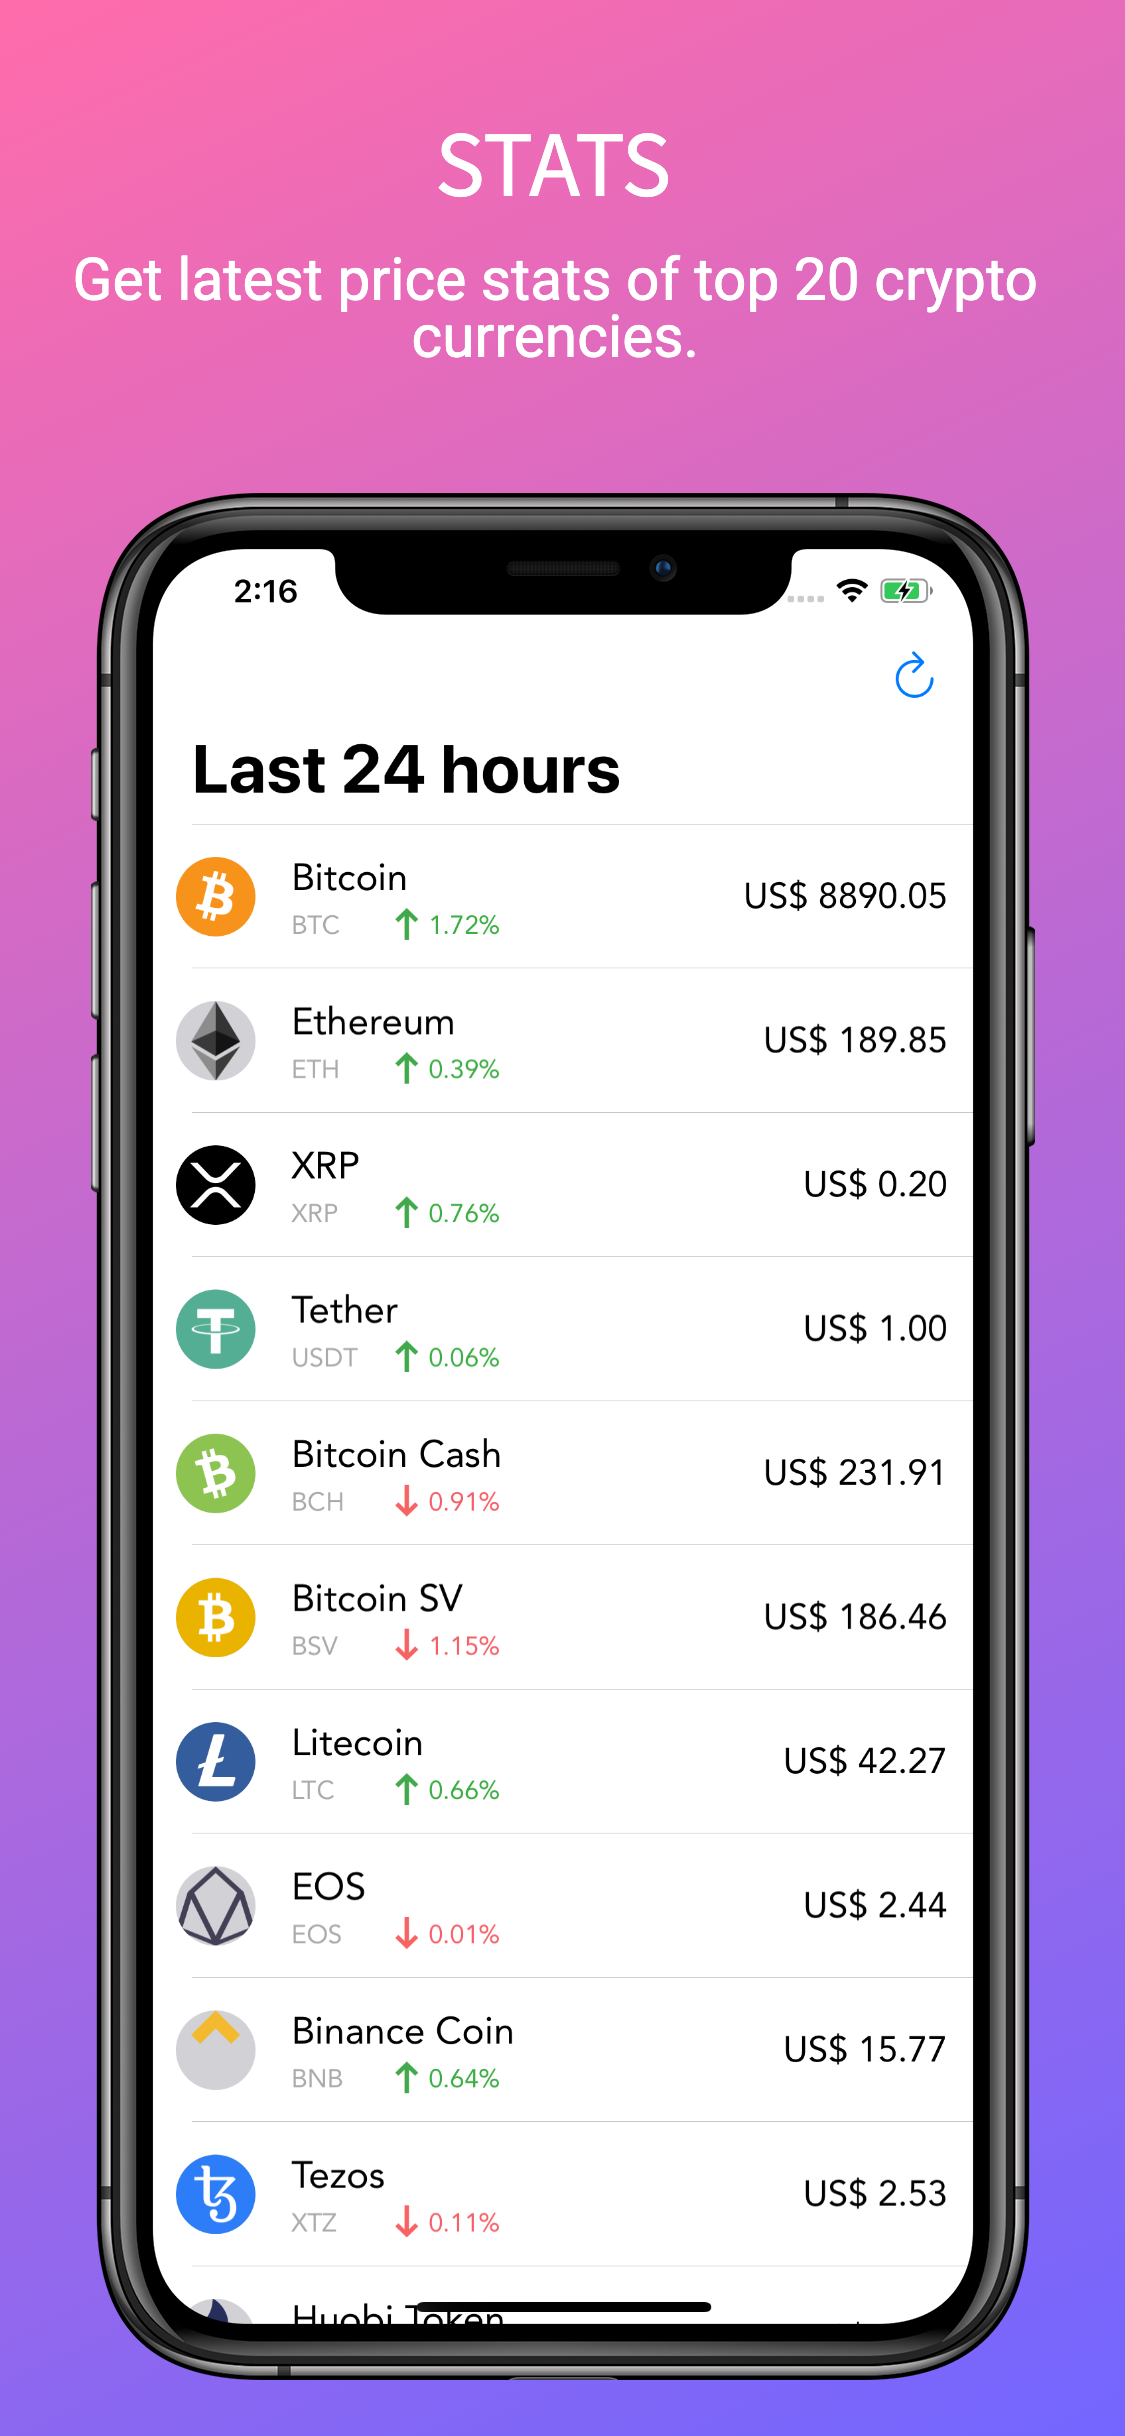 STATS
Get latest price stats of top 20 crypto
currencies.
2:16
Last 24 hours
Bitcoin
US$ 8890.05
BTC 1.72%
Ethereum
US$ 189.85
ETH 0.39%
XRP
US$ 0.20
XRP 0.76%
Tether
US$ 1.00
USDT 0.06%
Bitcoin Cash
US$ 231.91
BCH 0.91%
Bitcoin SV
US$ 186.46
BSV 1.15%
Litecoin
US$ 42.27
LTC 0.66%
EOS
US$ 2.44
EOS 0.01%
Binance Coin
US$ 15.77
BNB 0.64%
Tezos
US$ 2.53
XTZ 0.11%
Huobi Token